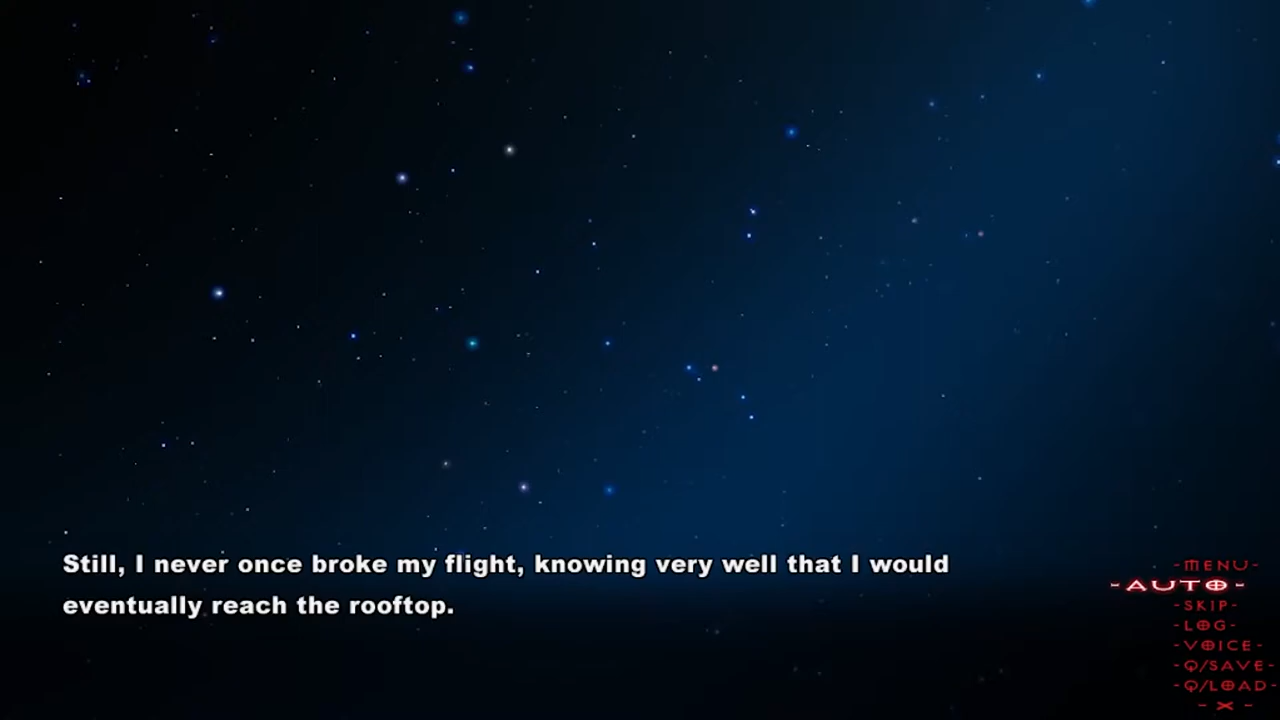 Still, I never once broke my flight, knowing very well that I would
eventually reach the rooftop.
-MENU-
-AUTO-
-SKIP-
-LOG-
-VOICE-
-Q/SAVE-
-Q/LOAD-
-X-